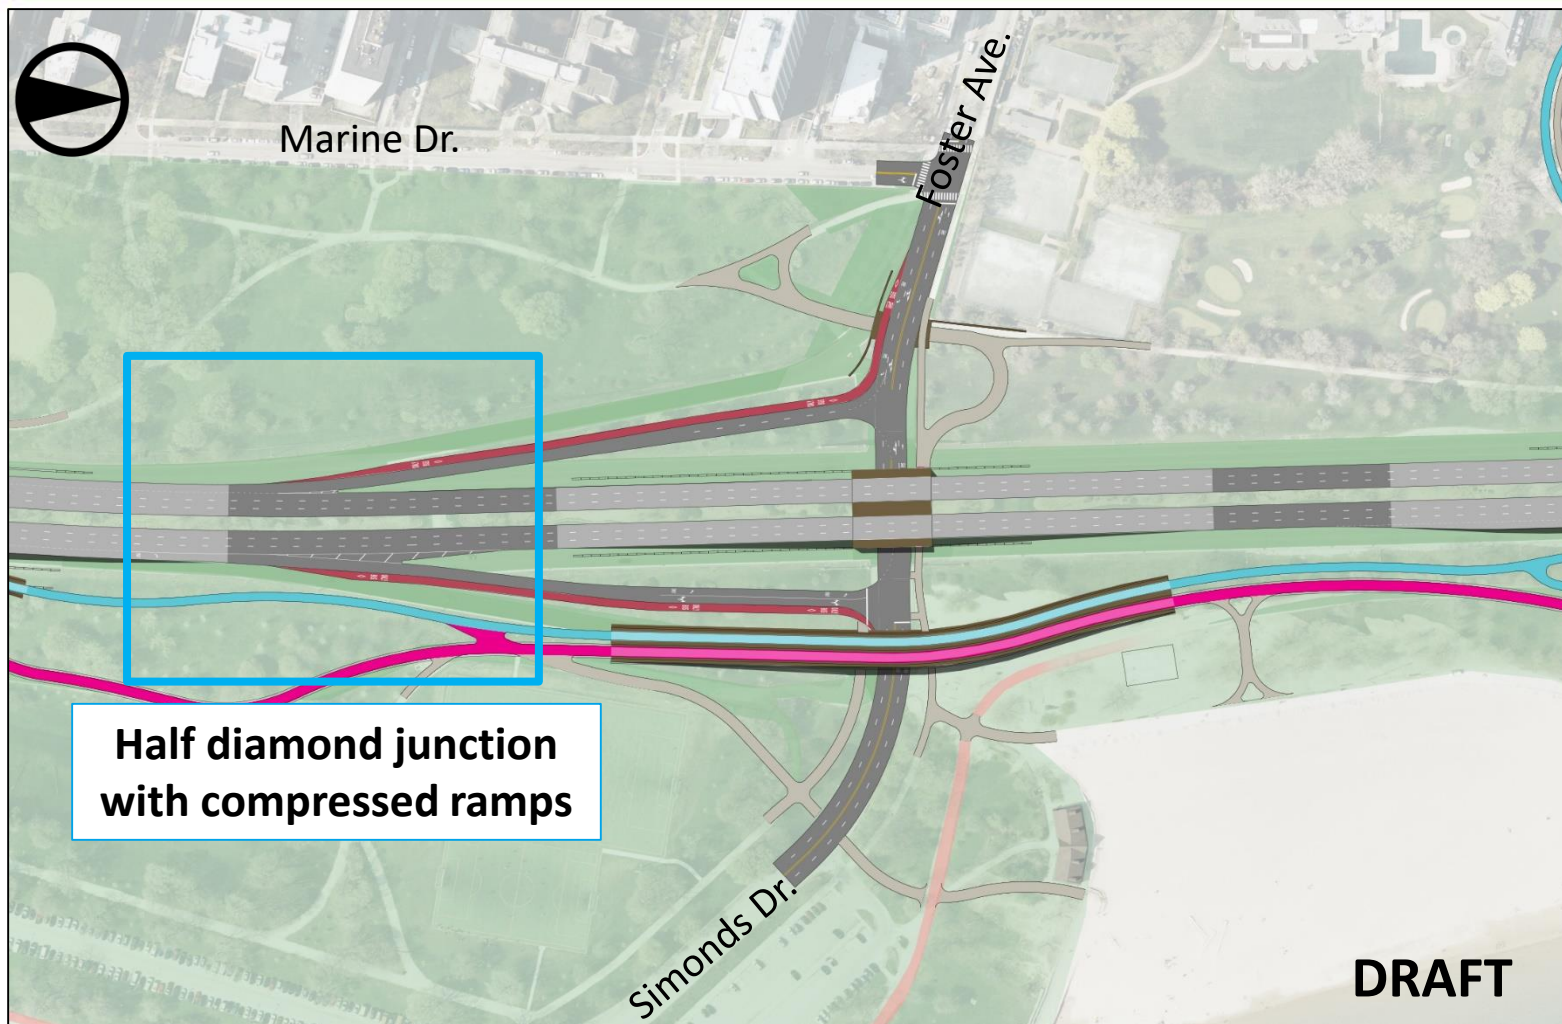 Marine Dr.
Foster Ave.
Half diamond junction
with compressed ramps
Simonds Dr.
DRAFT